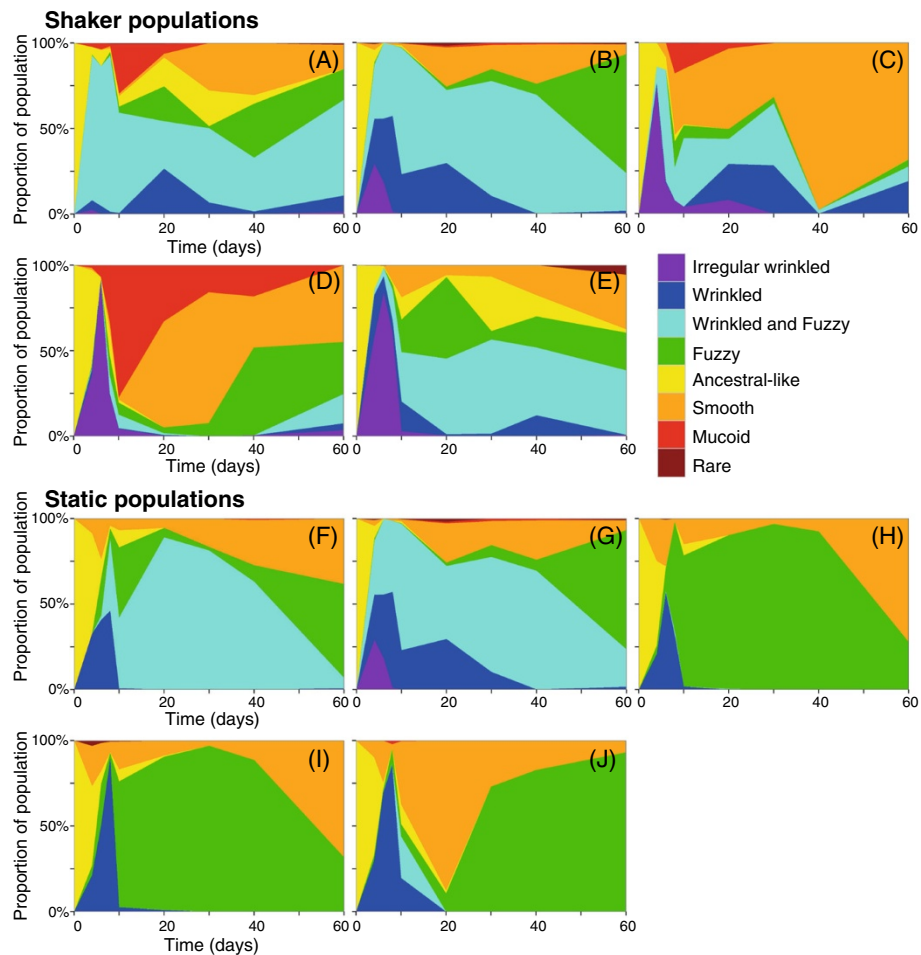 Shaker populations
Proportion of population
100%
50%
0%
(A)
(B)
(C)
0 20 40 60
0 20 40 60
0 20 40 60
Time (days)
Proportion of population
100%
50%
0%
(D)
(E)
0 20 40 60
0 20 40 60
Time (days)
Irregular wrinkled
Wrinkled
Wrinkled and Fuzzy
Fuzzy
Ancestral-like
Smooth
Mucoid
Rare
Static populations
Proportion of population
100%
50%
0%
(F)
(G)
(H)
0 20 40 60
0 20 40 60
0 20 40 60
Time (days)
Proportion of population
100%
50%
0%
(I)
(J)
0 20 40 60
0 20 40 60
Time (days)